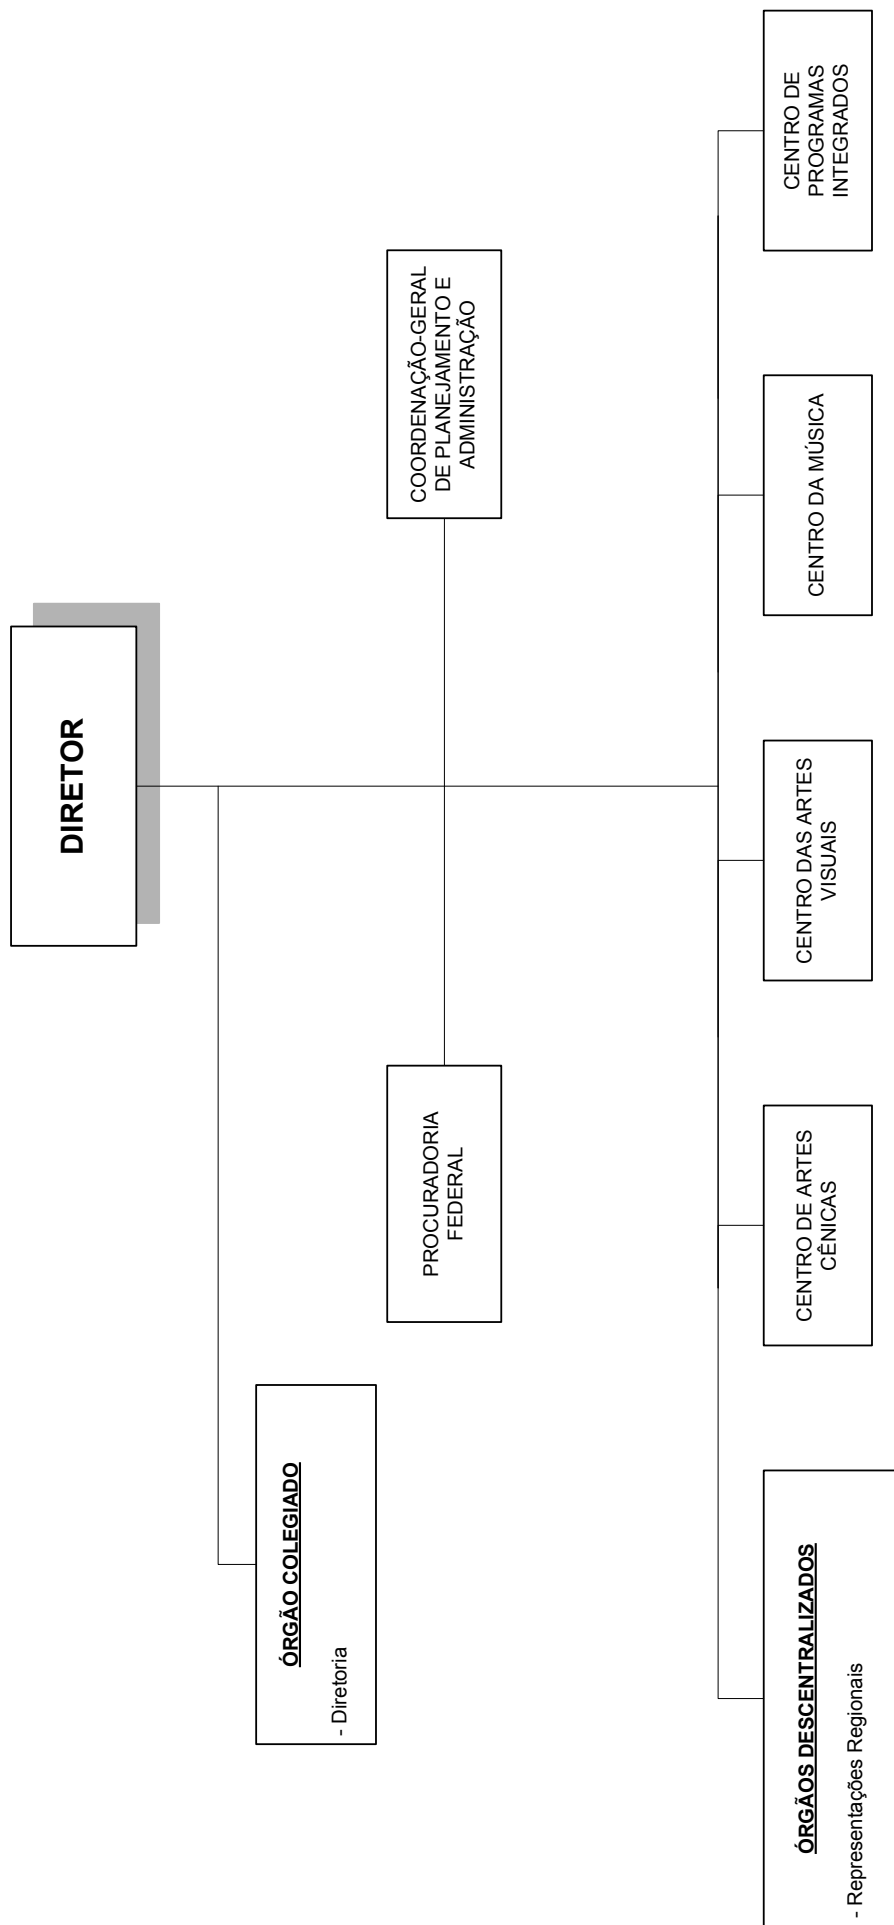 DIRETOR
ÓRGÃO COLEGIADO
- Diretoria
PROCURADORIA
FEDERAL
COORDENAÇÃO-GERAL
DE PLANEJAMENTO E
ADMINISTRAÇÃO
ÓRGÃOS DESCENTRALIZADOS
- Representações Regionais
CENTRO DE ARTES
CÊNICAS
CENTRO DAS ARTES
VISUAIS
CENTRO DA MÚSICA
CENTRO DE
PROGRAMAS
INTEGRADOS